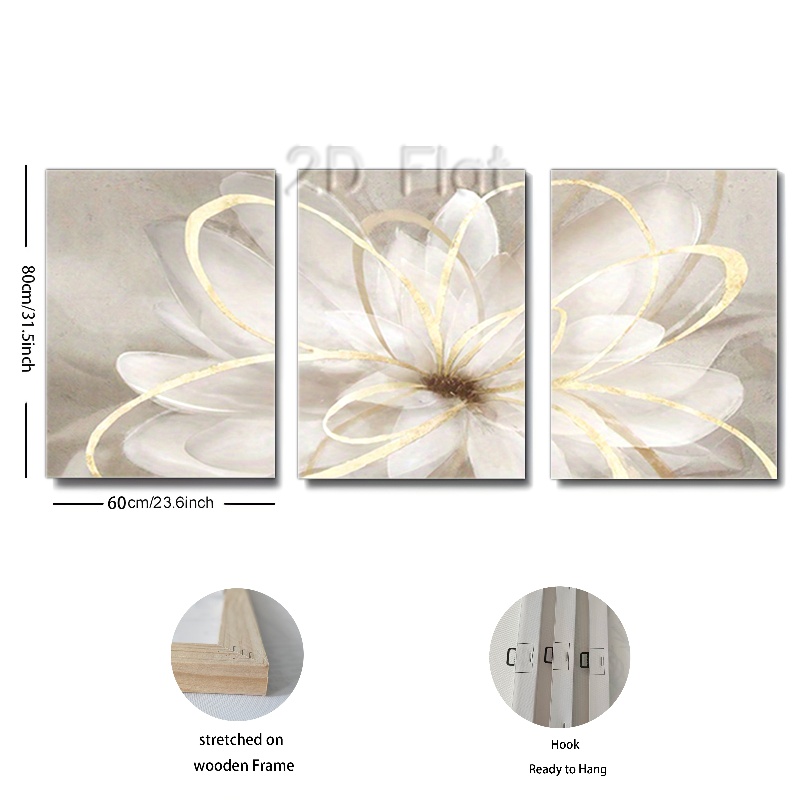 2D Flat
80cm/31.5inch
60cm/23.6inch
stretched on
wooden Frame
Hook
Ready to Hang